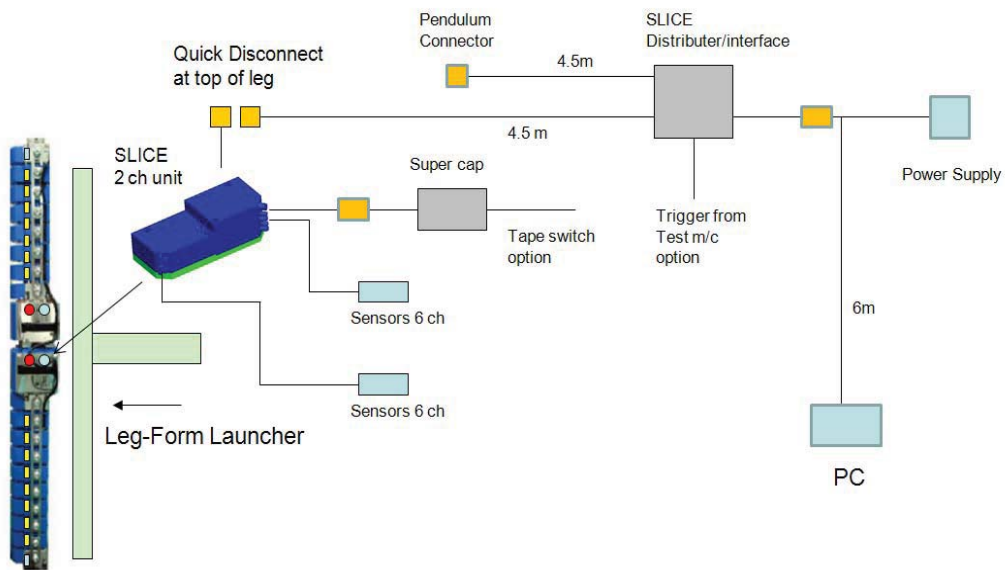 Pendulum
Connector
SLICE
Distributer/interface
Quick Disconnect
at top of leg
4.5m
4.5 m
SLICE
2 ch unit
Super cap
Power Supply
Tape switch
option
Trigger from
Test m/c
option
Sensors 6 ch
6m
Sensors 6 ch
Leg-Form Launcher
PC